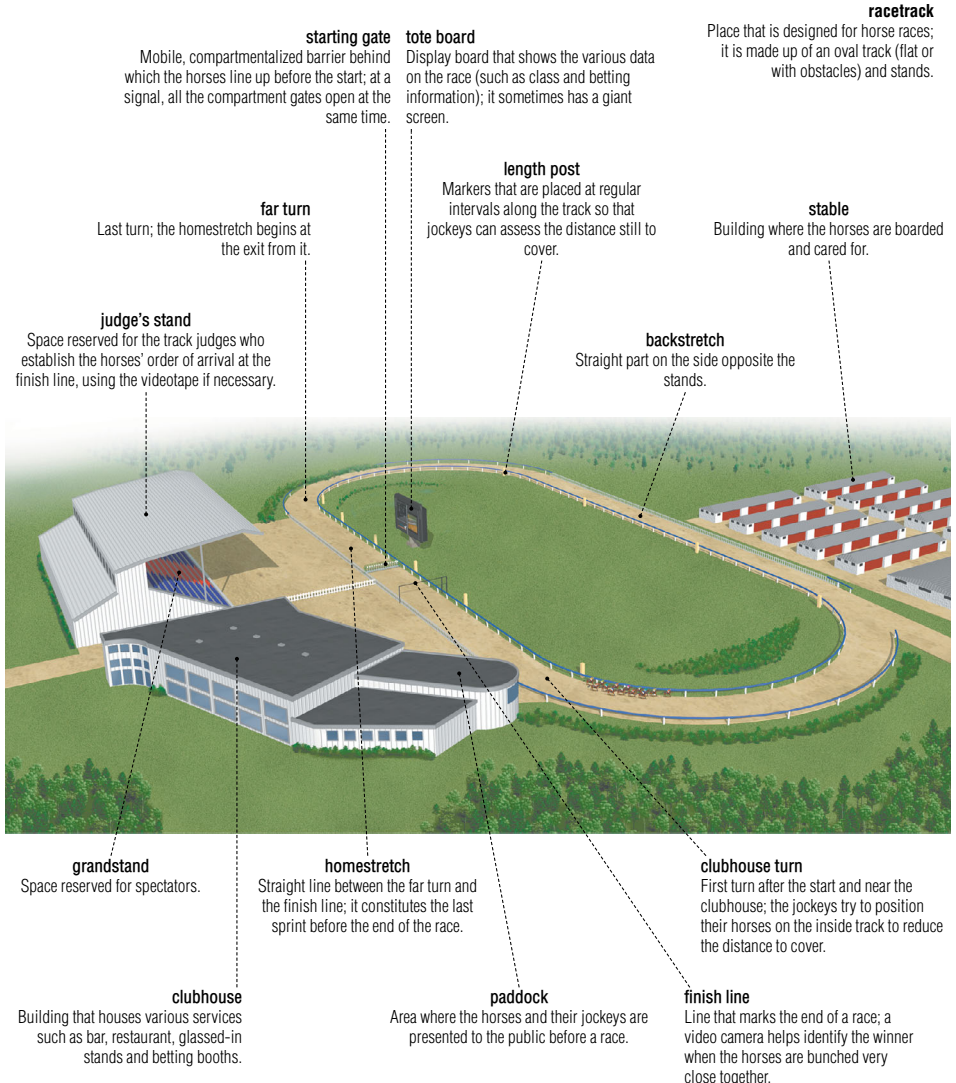 racetrack
Place that is designed for horse races;
it is made up of an oval track (flat or
with obstacles) and stands.
starting gate
Mobile, compartmentalized barrier behind
which the horses line up before the start; at a
signal, all the compartment gates open at the
same time.
tote board
Display board that shows the various data
on the race (such as class and betting
information); it sometimes has a giant
screen.
length post
Markers that are placed at regular
intervals along the track so that
jockeys can assess the distance still to
cover.
far turn
Last turn; the homestretch begins at
the exit from it.
stable
Building where the horses are boarded
and cared for.
judge's stand
Space reserved for the track judges who
establish the horses' order of arrival at the
finish line, using the videotape if necessary.
backstretch
Straight part on the side opposite the
stands.
grandstand
Space reserved for spectators.
homestretch
Straight line between the far turn and
the finish line; it constitutes the last
sprint before the end of the race.
clubhouse turn
First turn after the start and near the
clubhouse; the jockeys try to position
their horses on the inside track to reduce
the distance to cover.
clubhouse
Building that houses various services
such as bar, restaurant, glassed-in
stands and betting booths.
paddock
Area where the horses and their jockeys are
presented to the public before a race.
finish line
Line that marks the end of a race; a
video camera helps identify the winner
when the horses are bunched very
close together.